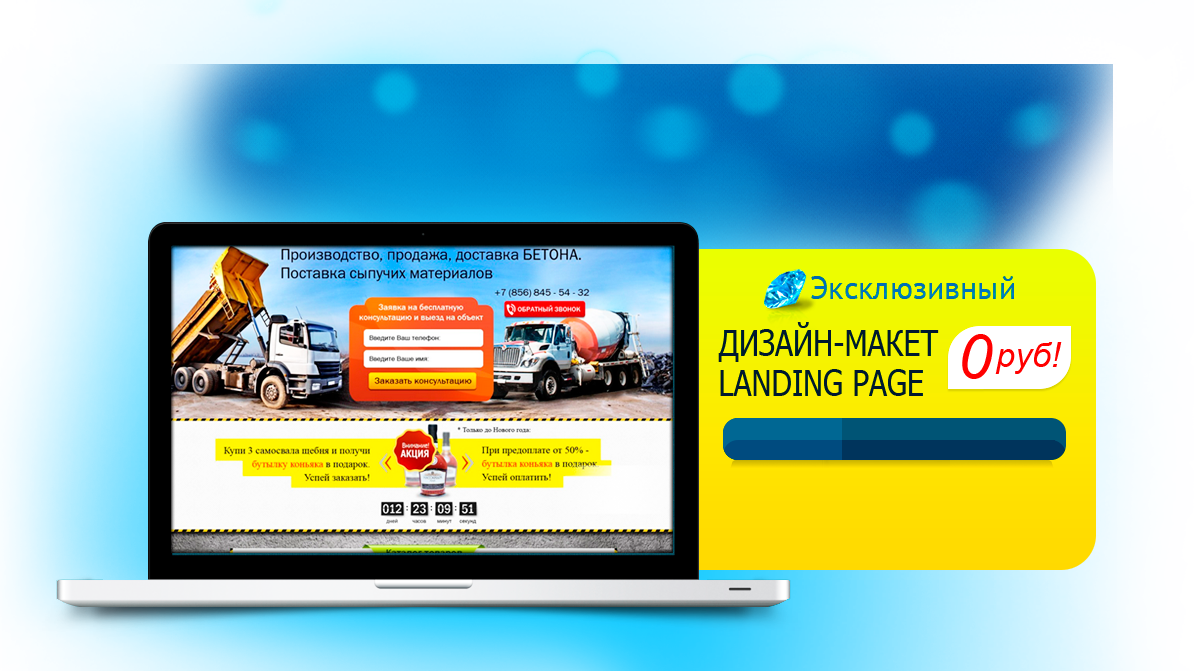 Производство, продажа, доставка БЕТОНА.
Поставка сыпучих материалов
+7 (856) 845 - 54 - 32
ОБРАТНЫЙ ЗВОНОК
Заявка на бесплатную
консультацию и выезд на объект
Введите Ваш телефон:
Введите Ваше имя:
Заказать консультацию
* Только до Нового года:
Купи 3 самосвала щебня и получи
бутылку коньяка в подарок.
Успей заказать!
Внимание!
АКЦИЯ
При предоплате от 50% -
бутылка коньяка в подарок
Успей оплатить!
012 : 23 : 09 : 51
дней часов минут секунд
Каталог товаров
Эксклюзивный
ДИЗАЙН-МАКЕТ
LANDING PAGE
0 руб!